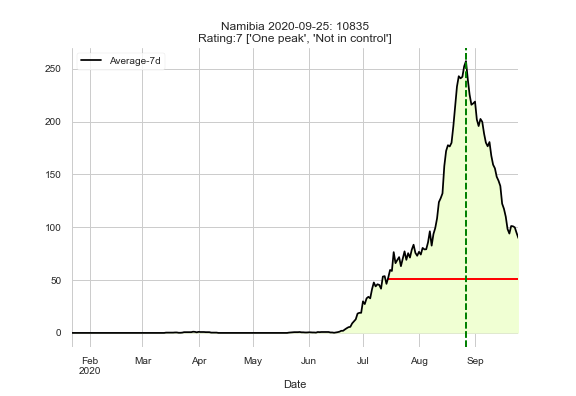 Namibia 2020-09-25: 10835
Rating:7 ['One peak', 'Not in control']
Average-7d
250
200
150
100
50
0
Feb Mar Apr May Jun Jul Aug Sep
2020
Date